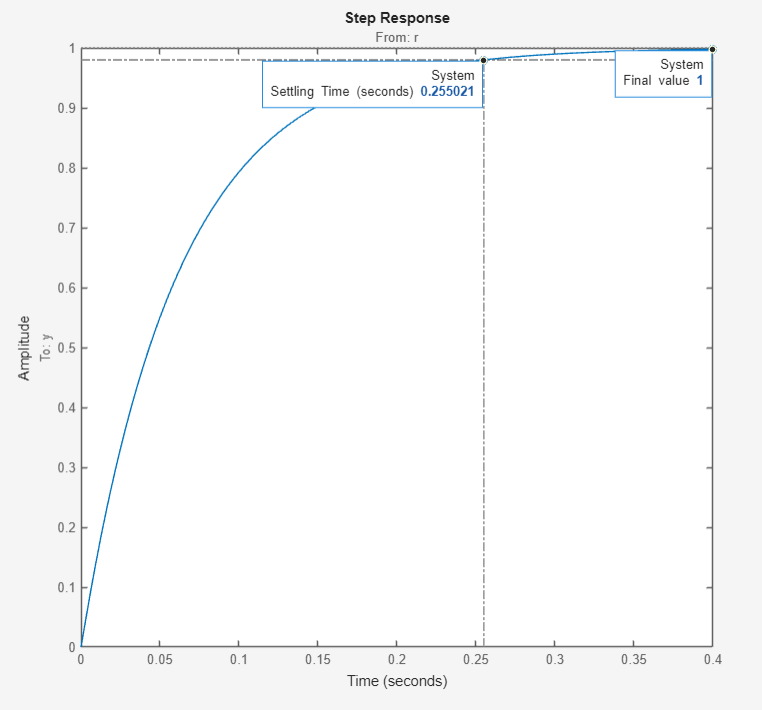 Step Response
From: r
System
Settling Time (seconds) 0.255021
System
Final value 1
Amplitude
To: y
1
0.9
0.8
0.7
0.6
0.5
0.4
0.3
0.2
0.1
0
0 0.05 0.1 0.15 0.2 0.25 0.3 0.35 0.4
Time (seconds)